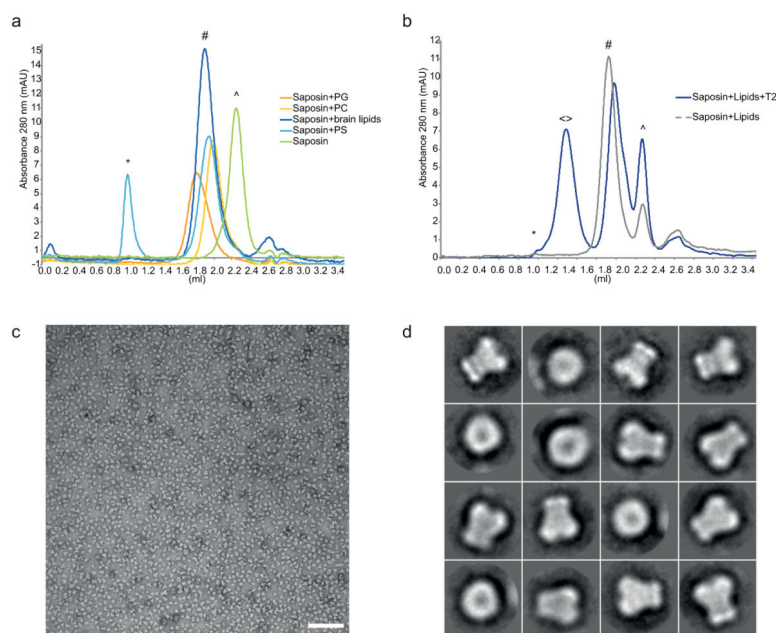 a
#
^
*
Absorbance 280 nm (mAU)
15
14
13
12
11
10
9
8
7
6
5
4
3
2
1
-1
0.0 0.2 0.4 0.6 0.8 1.0 1.2 1.4 1.6 1.8 2.0 2.2 2.4 2.6 2.8 3.0 3.2 3.4
(ml)
Saposin+PG
Saposin+PC
Saposin+brain lipids
Saposin+PS
Saposin
b
#
<>
^
*
Absorbance 280 nm (mAU)
12
11
10
9
8
7
6
5
4
3
2
1
0
0.0 0.2 0.4 0.6 0.8 1.0 1.2 1.4 1.6 1.8 2.0 2.2 2.4 2.6 2.8 3.0 3.2 3.4
(ml)
Saposin+Lipids+T2
Saposin+Lipids
c
d